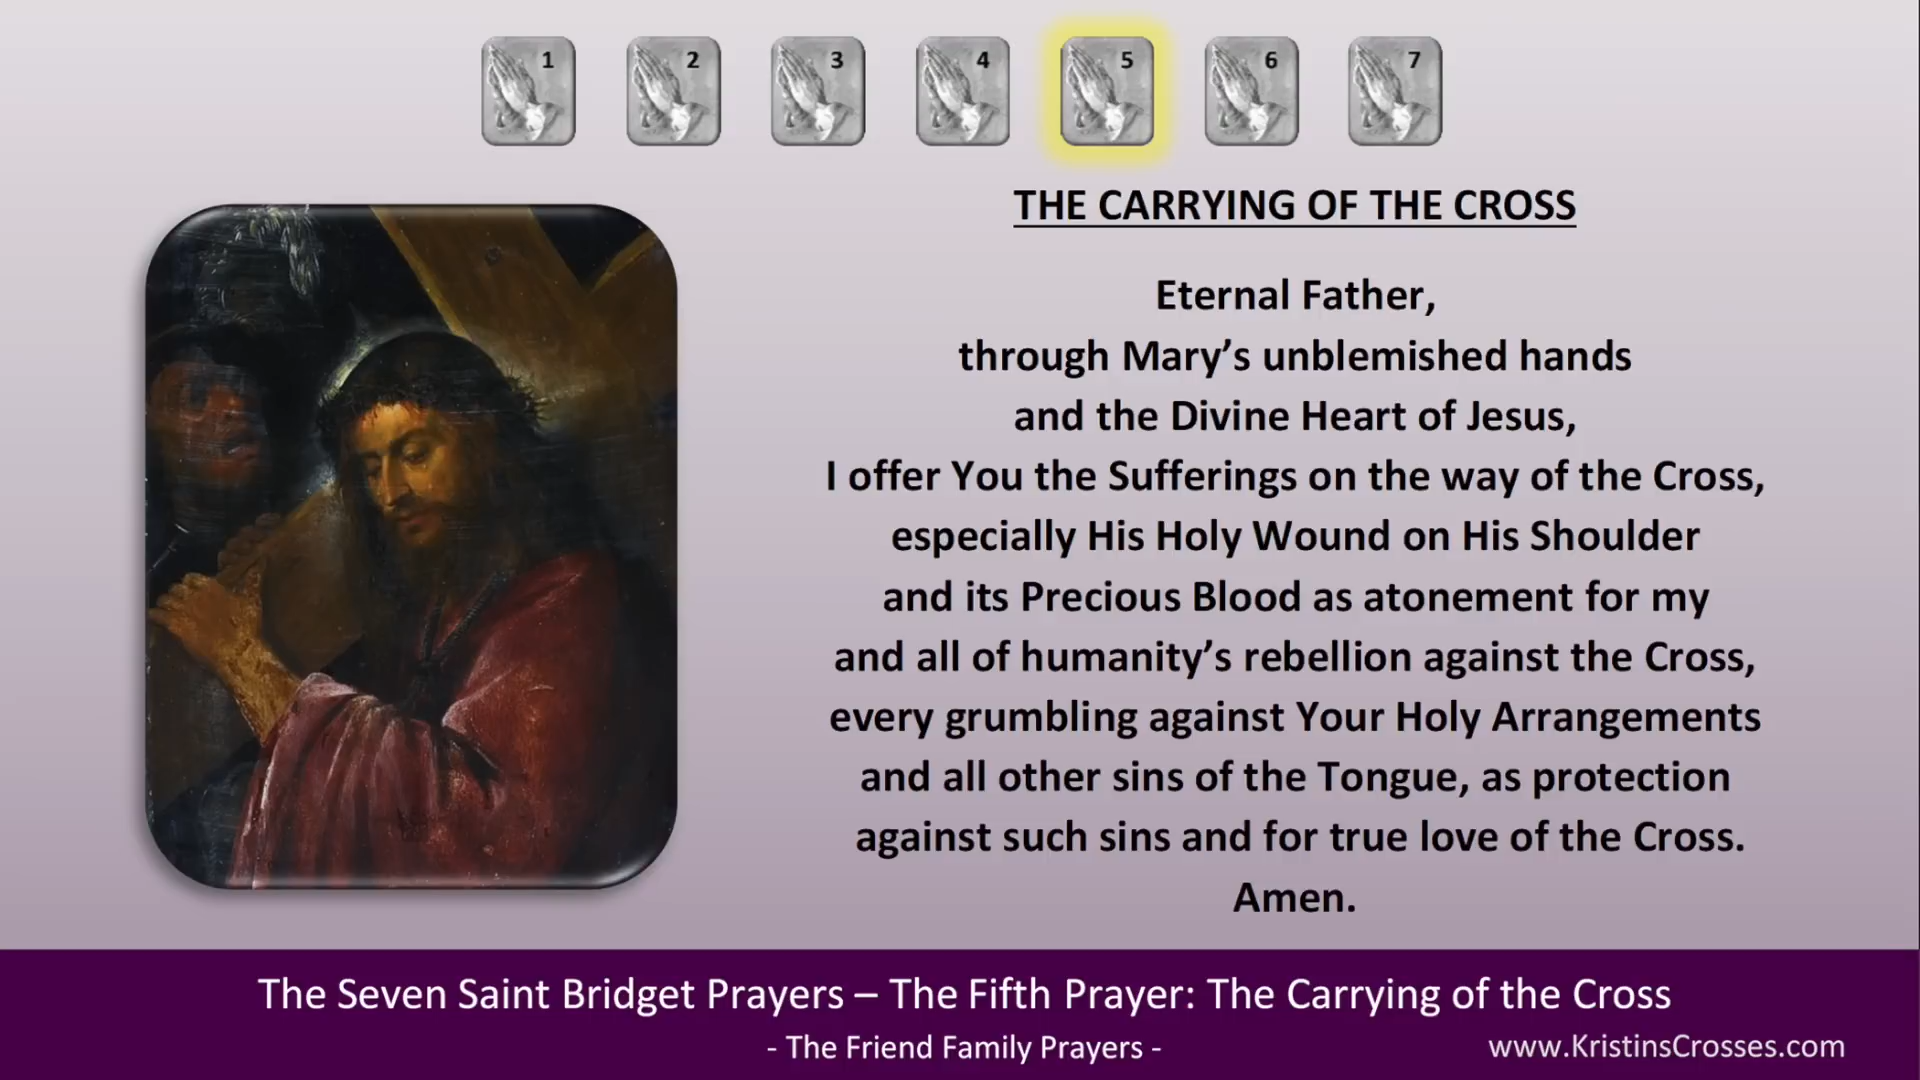 1 2 3 4 5 6 7
THE CARRYING OF THE CROSS
Eternal Father,
through Mary’s unblemished hands
and the Divine Heart of Jesus,
I offer You the Sufferings on the way of the Cross,
especially His Holy Wound on His Shoulder
and its Precious Blood as atonement for my
and all of humanity’s rebellion against the Cross,
every grumbling against Your Holy Arrangements
and all other sins of the Tongue, as protection
against such sins and for true love of the Cross.
Amen.
The Seven Saint Bridget Prayers – The Fifth Prayer: The Carrying of the Cross
- The Friend Family Prayers -
www.KristinsCrosses.com